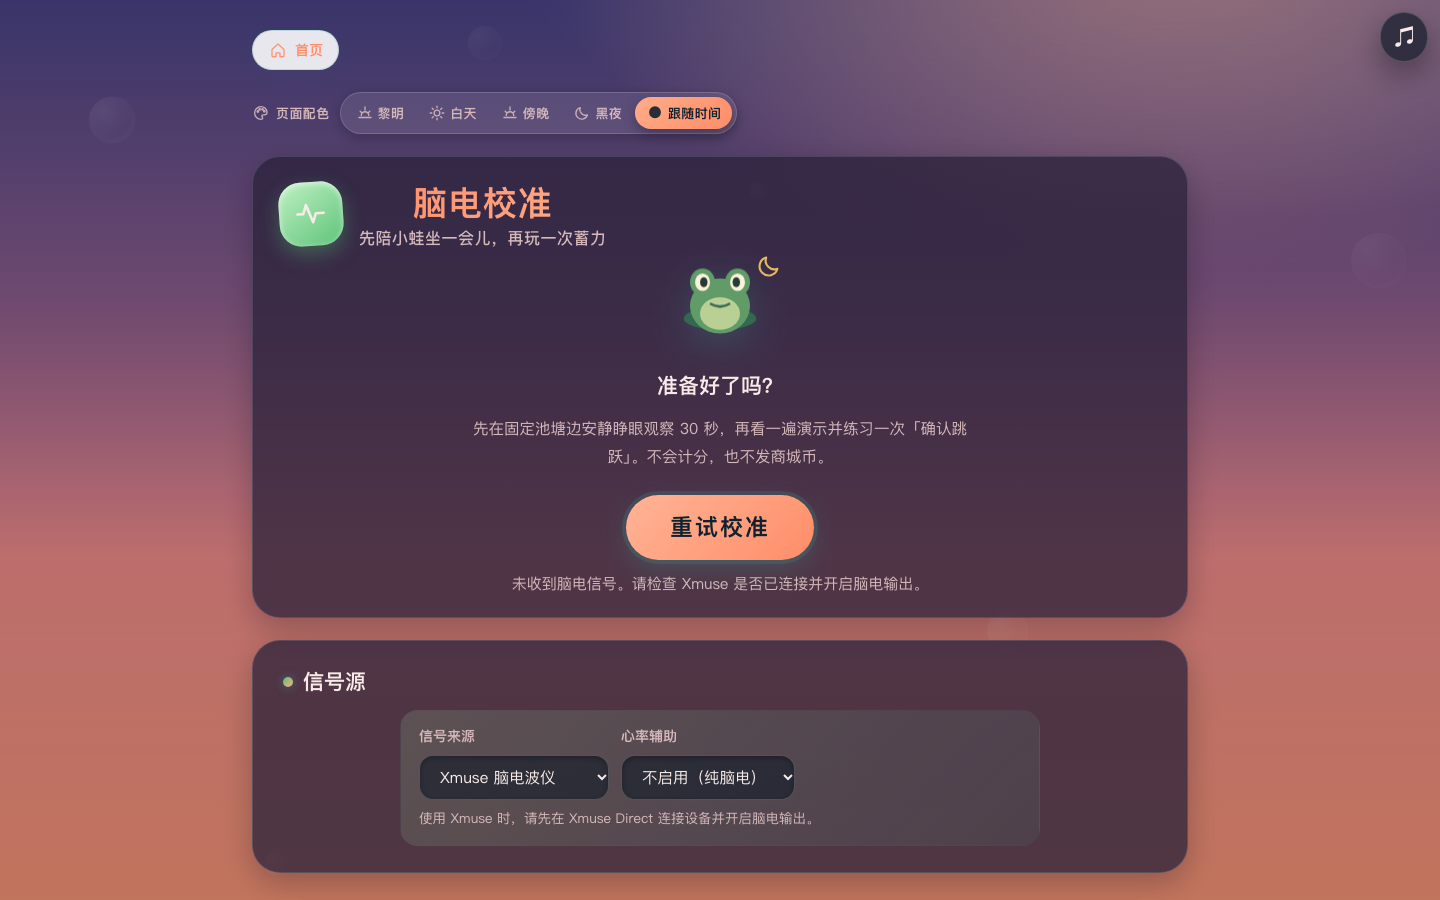 首页
页面配色
黎明
白天
傍晚
黑夜
跟随时间
脑电校准
先陪小蛙坐一会儿，再玩一次蓄力
准备好了吗？
先在固定池塘边安静睁眼观察 30 秒，再看一遍演示并练习一次「确认跳
跃」。不会计分，也不发商城币。
重试校准
未收到脑电信号。请检查 Xmuse 是否已连接并开启脑电输出。
信号源
信号来源
心率辅助
Xmuse 脑电波仪
不启用（纯脑电）
使用 Xmuse 时，请先在 Xmuse Direct 连接设备并开启脑电输出。